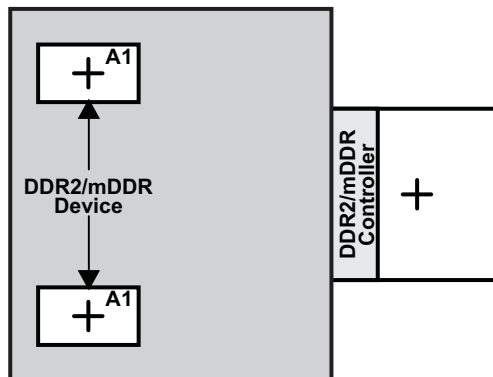 A1
DDR2/mDDR
Device
A1
DDR2/mDDR
Controller